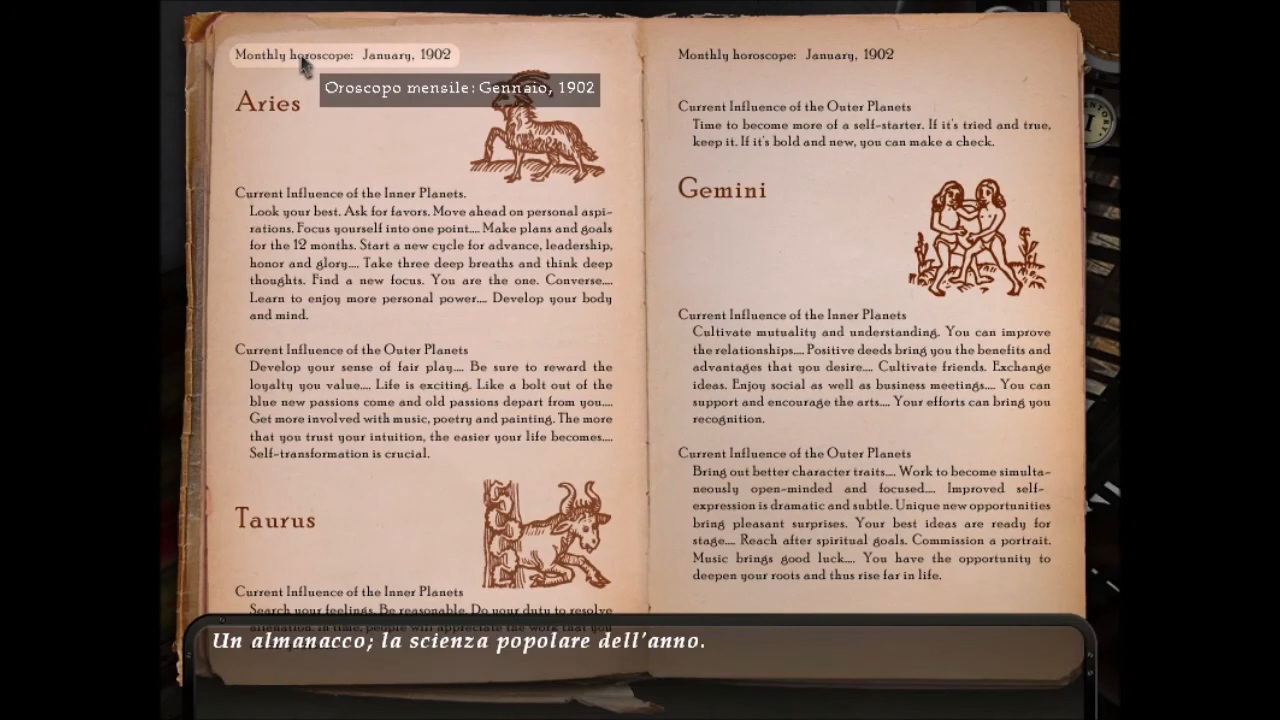 Monthly horoscope: January, 1902
Oroscopo mensile: Gennaio, 1902
Aries
Current Influence of the Inner Planets.
Look your best. Ask for favors. Move ahead on personal aspi-
rations. Focus yourself into one point.... Make plans and goals
for the 12 months. Start a new cycle for advance, leadership,
honor and glory.... Take three deep breaths and think deep
thoughts. Find a new focus. You are the one. Converse....
Learn to enjoy more personal power.... Develop your body
and mind.
Current Influence of the Outer Planets
Develop your sense of fair play.... Be sure to reward the
loyalty you value.... Life is exciting. Like a bolt out of the
blue new passions come and old passions depart from you....
Get more involved with music, poetry and painting. The more
that you trust your intuition, the easier your life becomes....
Self-transformation is crucial.
Taurus
Current Influence of the Inner Planets
Search your feelings. Be reasonable. Do your duty to resolve
alienation. In time, people will appreciate the work that you
Monthly horoscope: January, 1902
Current Influence of the Outer Planets
Time to become more of a self-starter. If it's tried and true,
keep it. If it's bold and new, you can make a check.
Gemini
Current Influence of the Inner Planets
Cultivate mutuality and understanding. You can improve
the relationships.... Positive deeds bring you the benefits and
advantages that you desire.... Cultivate friends. Exchange
ideas. Enjoy social as well as business meetings.... You can
support and encourage the arts.... Your efforts can bring you
recognition.
Current Influence of the Outer Planets
Bring out better character traits.... Work to become simulta-
neously open-minded and focused.... Improved self-
expression is dramatic and subtle. Unique new opportunities
bring pleasant surprises. Your best ideas are ready for
stage.... Reach after spiritual goals. Commission a portrait.
Music brings good luck.... You have the opportunity to
deepen your roots and thus rise far in life.
Un almanacco; la scienza popolare dell'anno.